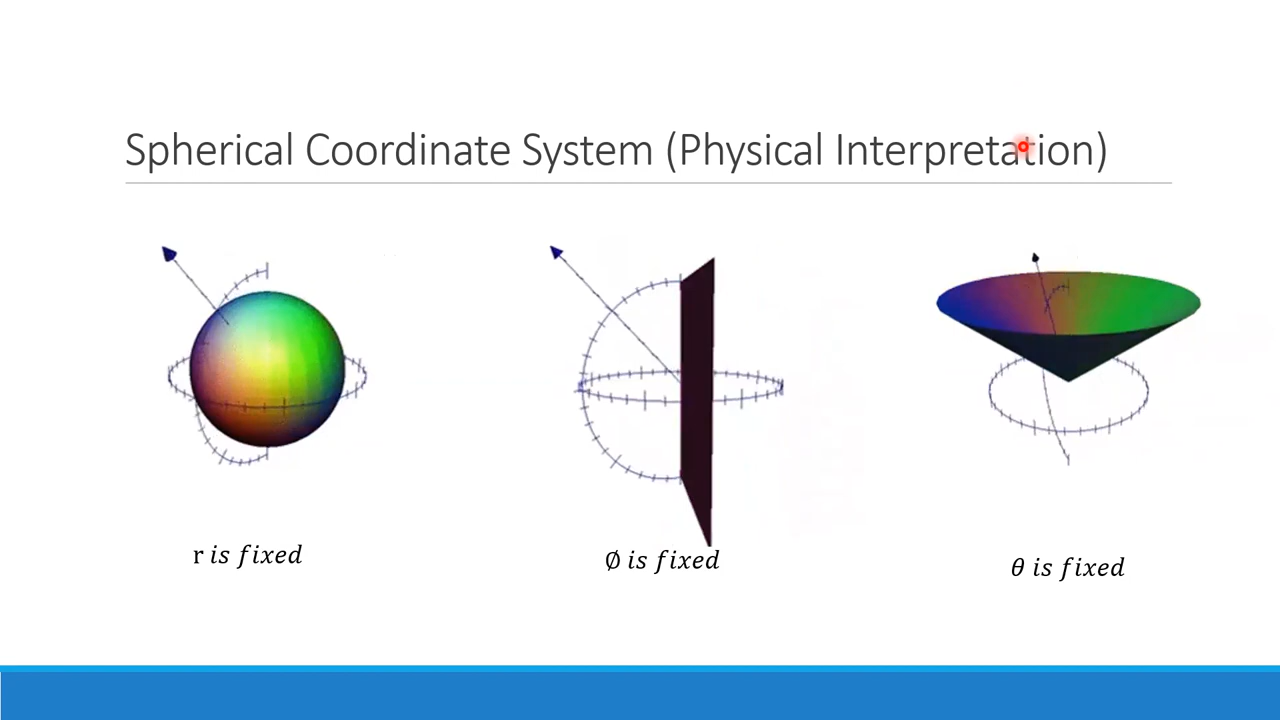 Spherical Coordinate System (Physical Interpretation)
r is fixed
∅ is fixed
θ is fixed